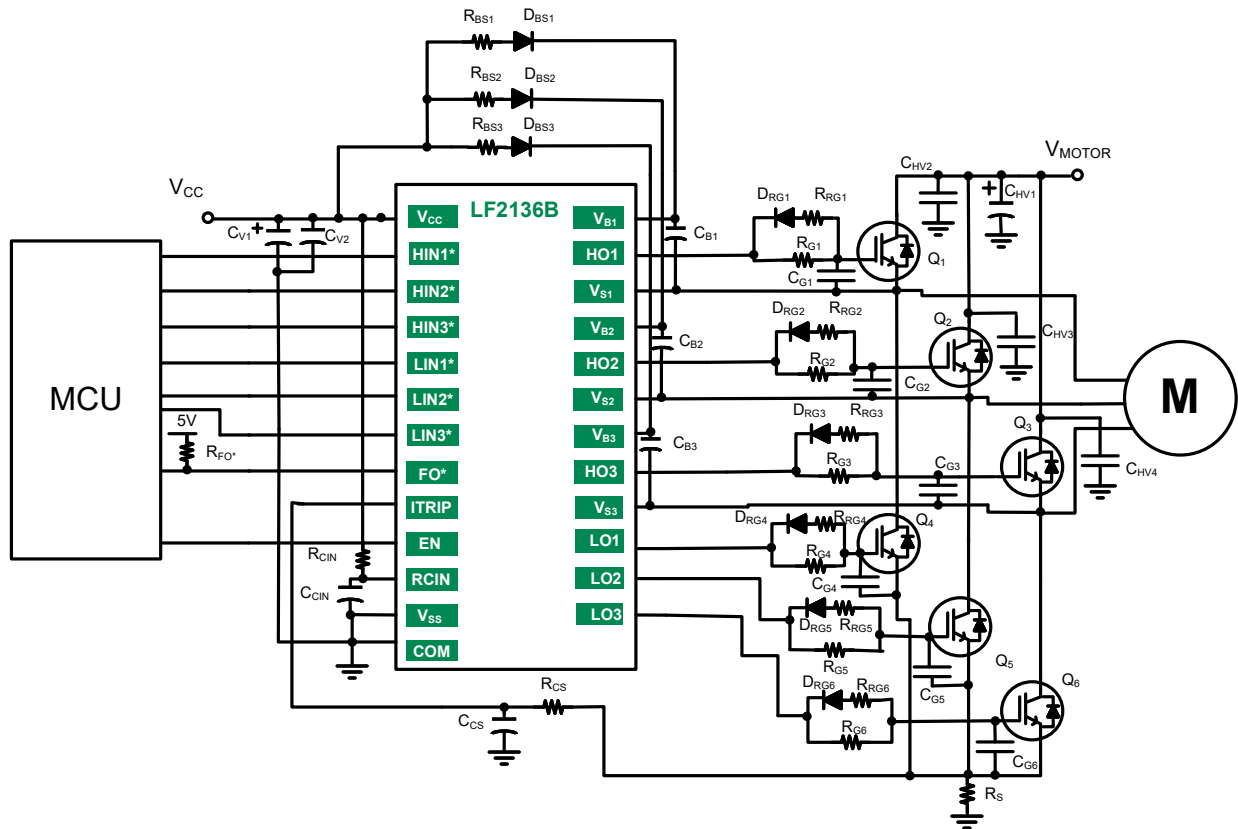 RBS1 DBS1
RBS2 DBS2
RBS3 DBS3
VCC
CV1 +
CV2
LF2136B
VCC
HIN1*
HIN2*
HIN3*
LIN1*
LIN2*
LIN3*
FO*
ITRIP
EN
RCIN
VSS
COM
VB1
HO1
VS1
VB2
HO2
VS2
VB3
HO3
VS3
LO1
LO2
LO3
MCU
5V
RFO*
RCIN
CCIN
RCS
CCS
CB1
CB2
CB3
DRG1 RRG1
RG1
CG1
Q1
CHV2
+
CHV1
VMOTOR
DRG2 RRG2
RG2
CG2
Q2
CHV3
M
DRG3 RRG3
RG3
CG3
Q3
CHV4
DRG4 RRG4
RG4
CG4
Q4
DRG5 RRG5
RG5
CG5
Q5
DRG6 RRG6
RG6
CG6
Q6
RS